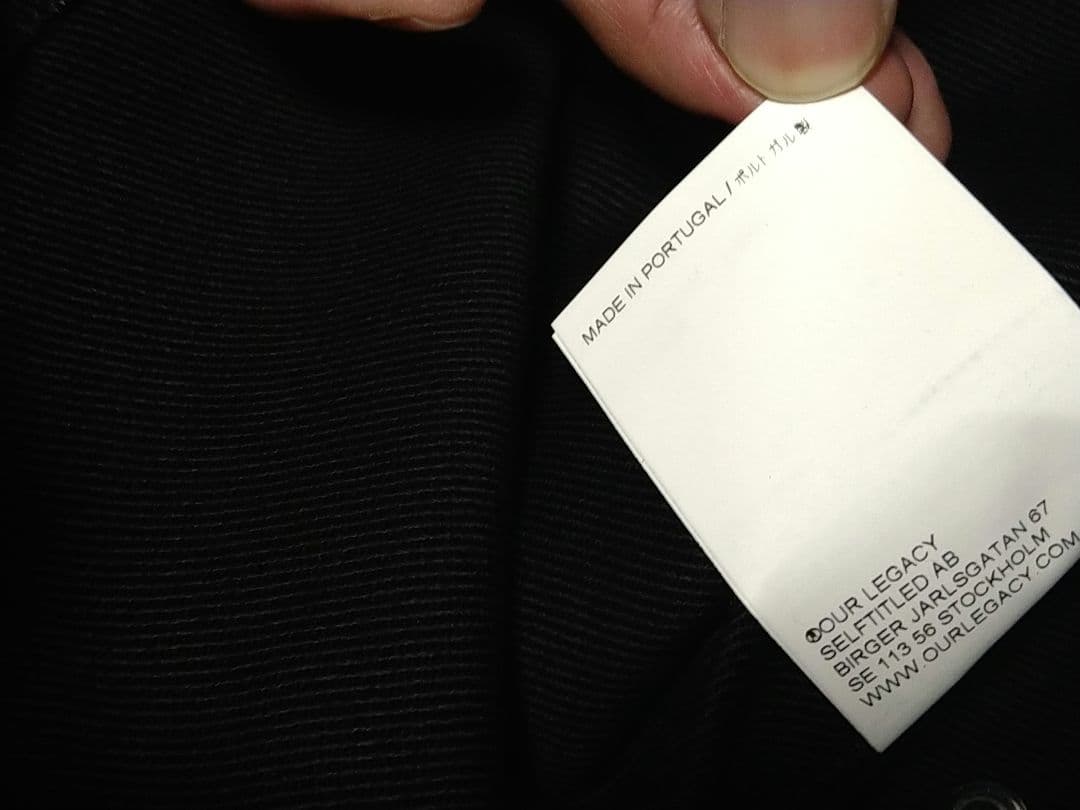 MADE IN PORTUGAL / ポルトガル製
®OUR LEGACY
SELFTITLED AB
BIRGER JARLSGATAN 67
SE 113 56 STOCKHOLM
WWW.OURLEGACY.COM